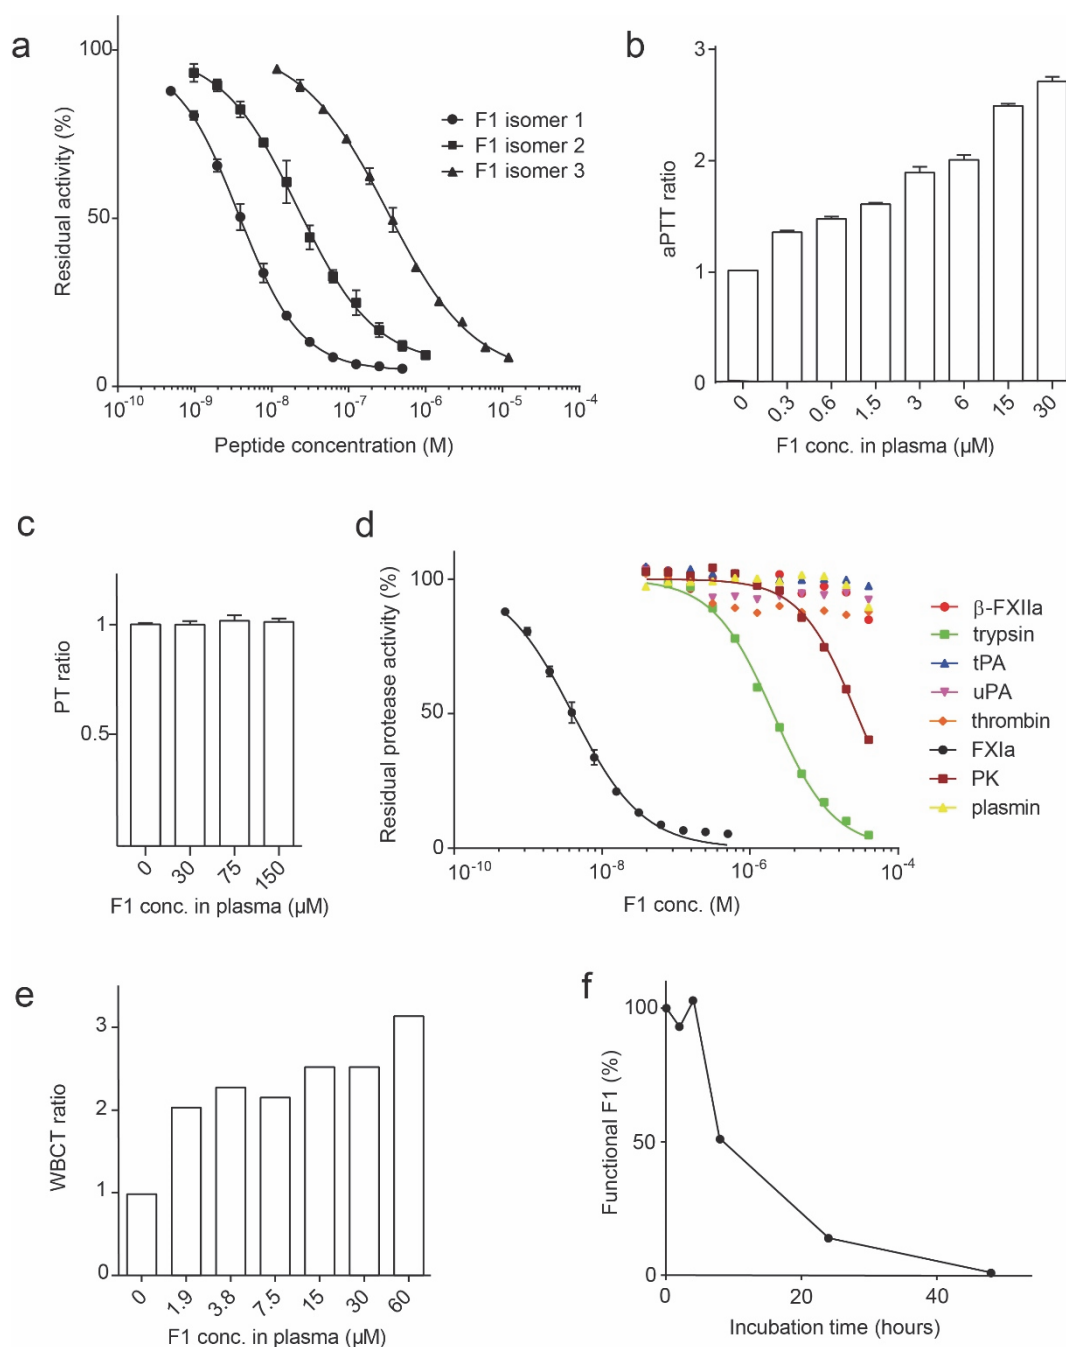 a
100
50
0
Residual activity (%)
F1 isomer 1
F1 isomer 2
F1 isomer 3
10-10 10-9 10-8 10-7 10-6 10-5 10-4
Peptide concentration (M)
b
3
2
1
0
aPTT ratio
0 0.3 0.6 1.5 3 6 15 30
F1 conc. in plasma (µM)
c
1
0.5
PT ratio
0 30 75 150
F1 conc. in plasma (µM)
d
100
50
0
Residual protease activity (%)
β-FXIIa
trypsin
tPA
uPA
thrombin
FXIa
PK
plasmin
10-10 10-8 10-6 10-4
F1 conc. (M)
e
3
2
1
0
WBCT ratio
0 1.9 3.8 7.5 15 30 60
F1 conc. in plasma (µM)
f
100
50
0
Functional F1 (%)
0 20 40
Incubation time (hours)